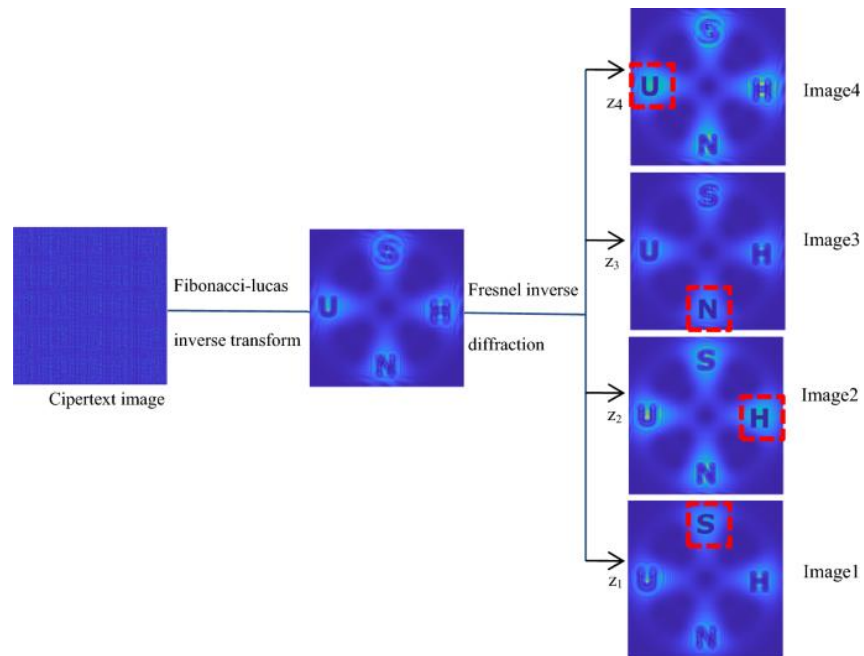 S
U
H
N
z4
Image4
S
U
H
N
z3
Image3
Fibonacci-lucas
inverse transform
S
U
H
N
Fresnel inverse
diffraction
Cipertext image
S
U
H
N
z2
Image2
S
U
H
N
z1
Image1